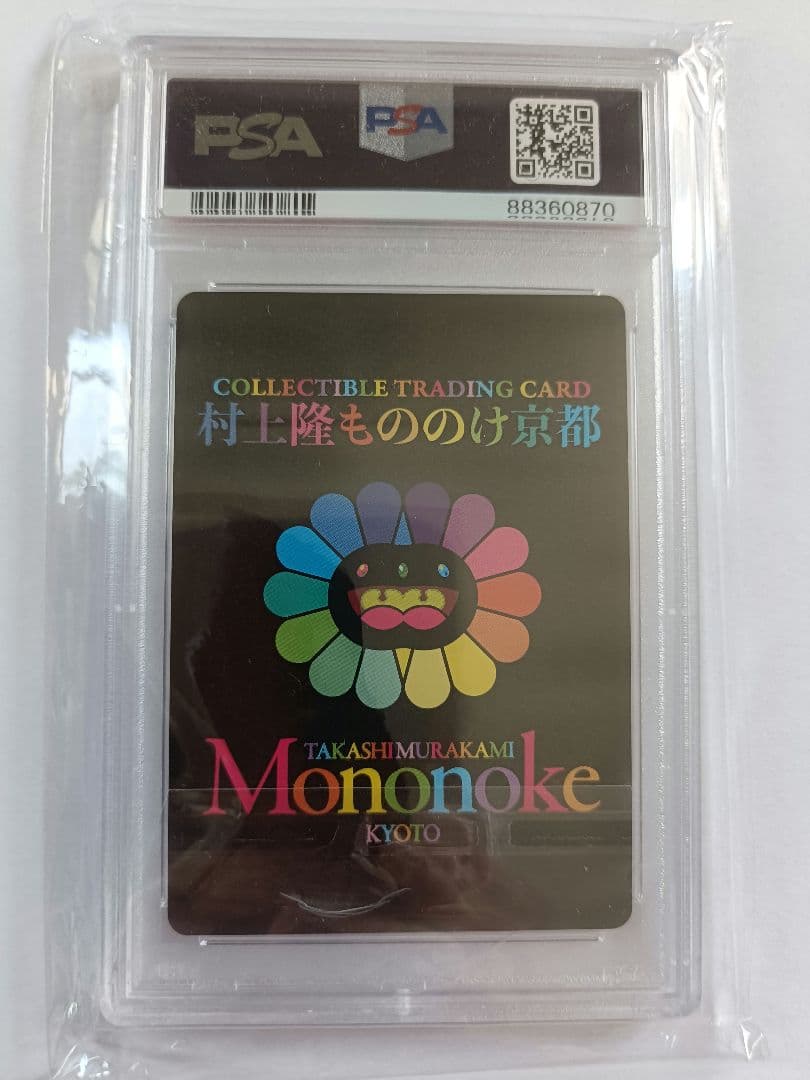 PSA
PSA
88360870
COLLECTIBLE TRADING CARD
村上隆もののけ京都
TAKASHI MURAKAMI
Mononoke
KYOTO